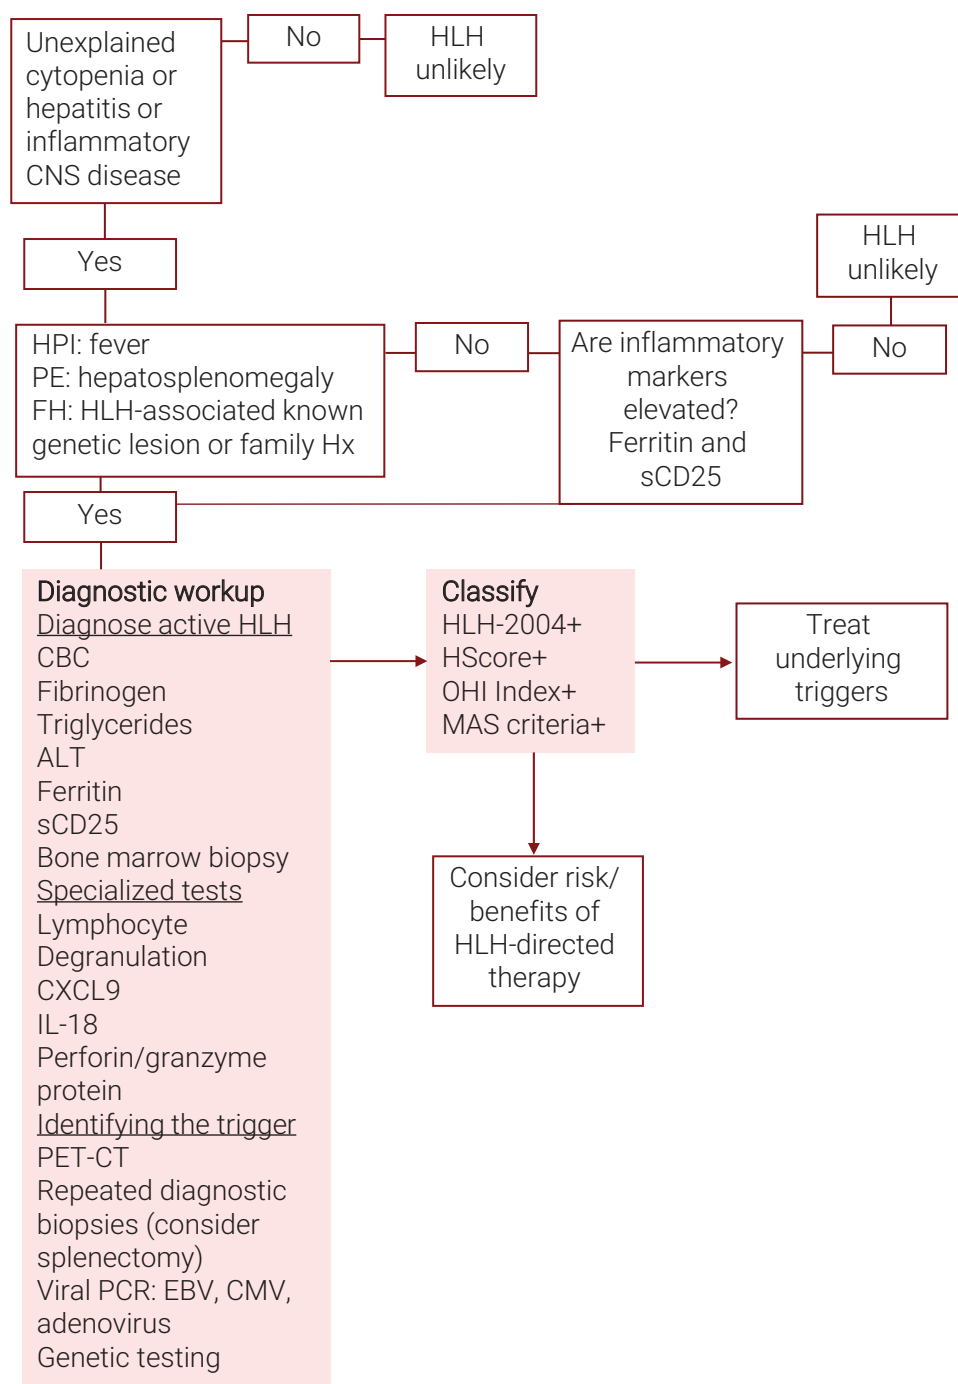 Unexplained
cytopenia or
hepatitis or
inflammatory
CNS disease
No
HLH
unlikely
Yes
HPI: fever
PE: hepatosplenomegaly
FH: HLH-associated known
genetic lesion or family Hx
No
Are inflammatory
markers
elevated?
Ferritin and
sCD25
No
HLH
unlikely
Yes
Diagnostic workup
Diagnose active HLH
CBC
Fibrinogen
Triglycerides
ALT
Ferritin
sCD25
Bone marrow biopsy
Specialized tests
Lymphocyte
Degranulation
CXCL9
IL-18
Perforin/granzyme
protein
Identifying the trigger
PET-CT
Repeated diagnostic
biopsies (consider
splenectomy)
Viral PCR: EBV, CMV,
adenovirus
Genetic testing
Classify
HLH-2004+
HScore+
OHI Index+
MAS criteria+
Treat
underlying
triggers
Consider risk/
benefits of
HLH-directed
therapy